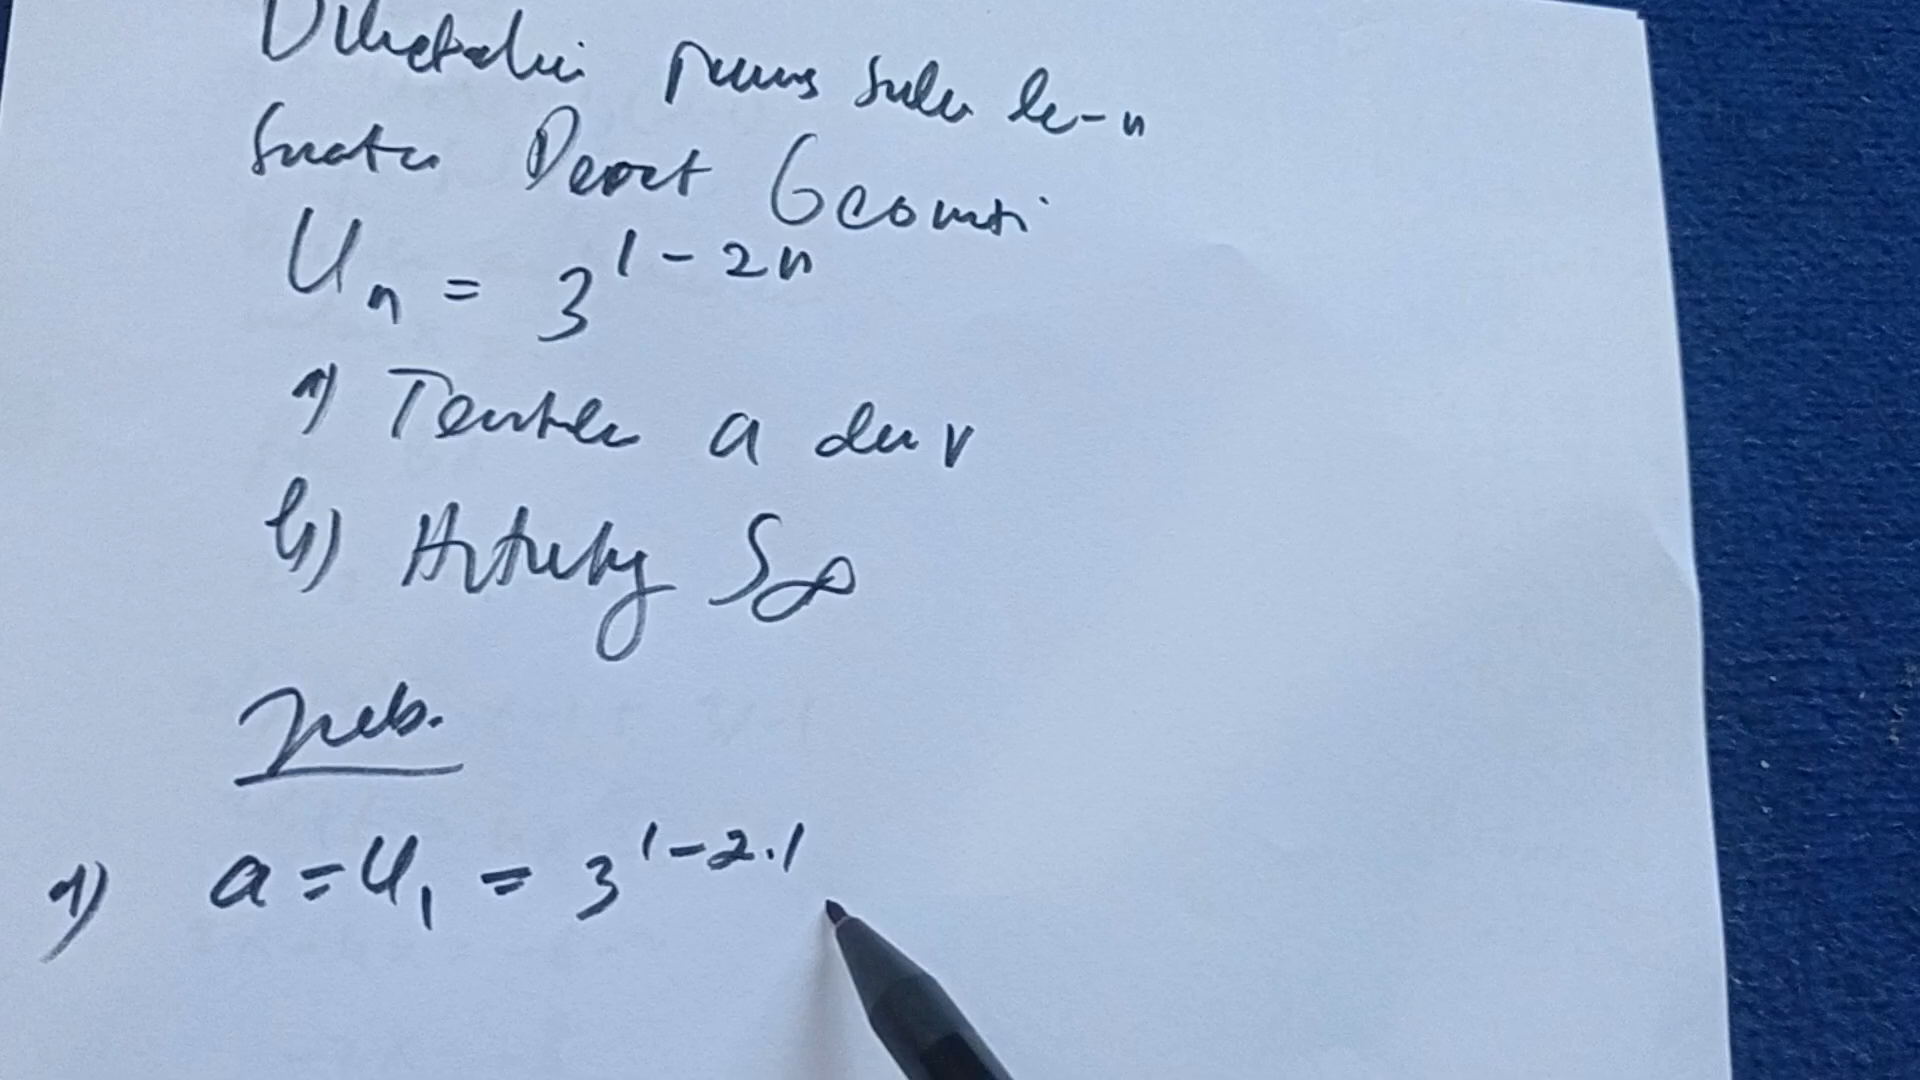 Diketahui rumus suku ke-n
suatu Deret Geometri
Uₙ = 3^{1-2n}
a) Tentukan a dan r
b) Hitung S∞
Jwb.
a) a = U₁ = 3^{1-2.1}